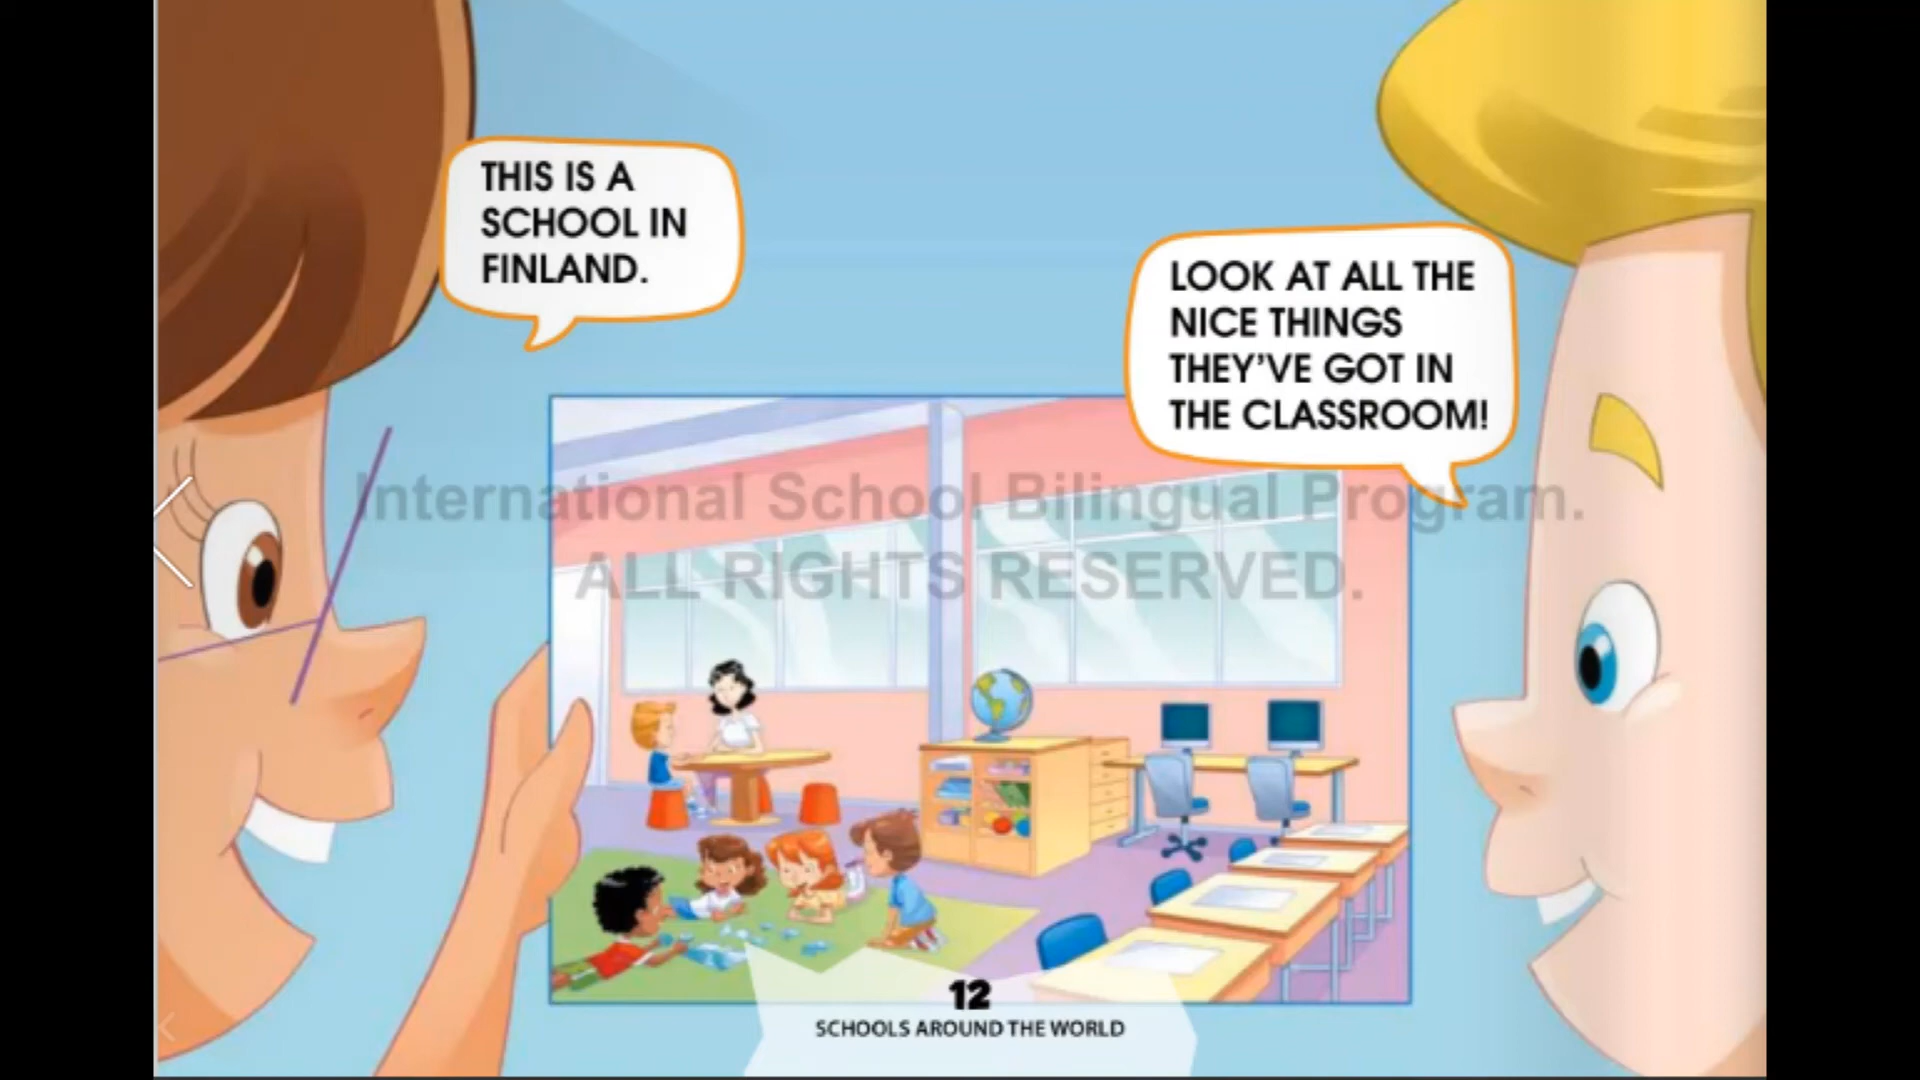 THIS IS A
SCHOOL IN
FINLAND.
LOOK AT ALL THE
NICE THINGS
THEY'VE GOT IN
THE CLASSROOM!
International School Bilingual Program.
ALL RIGHTS RESERVED.
12
SCHOOLS AROUND THE WORLD